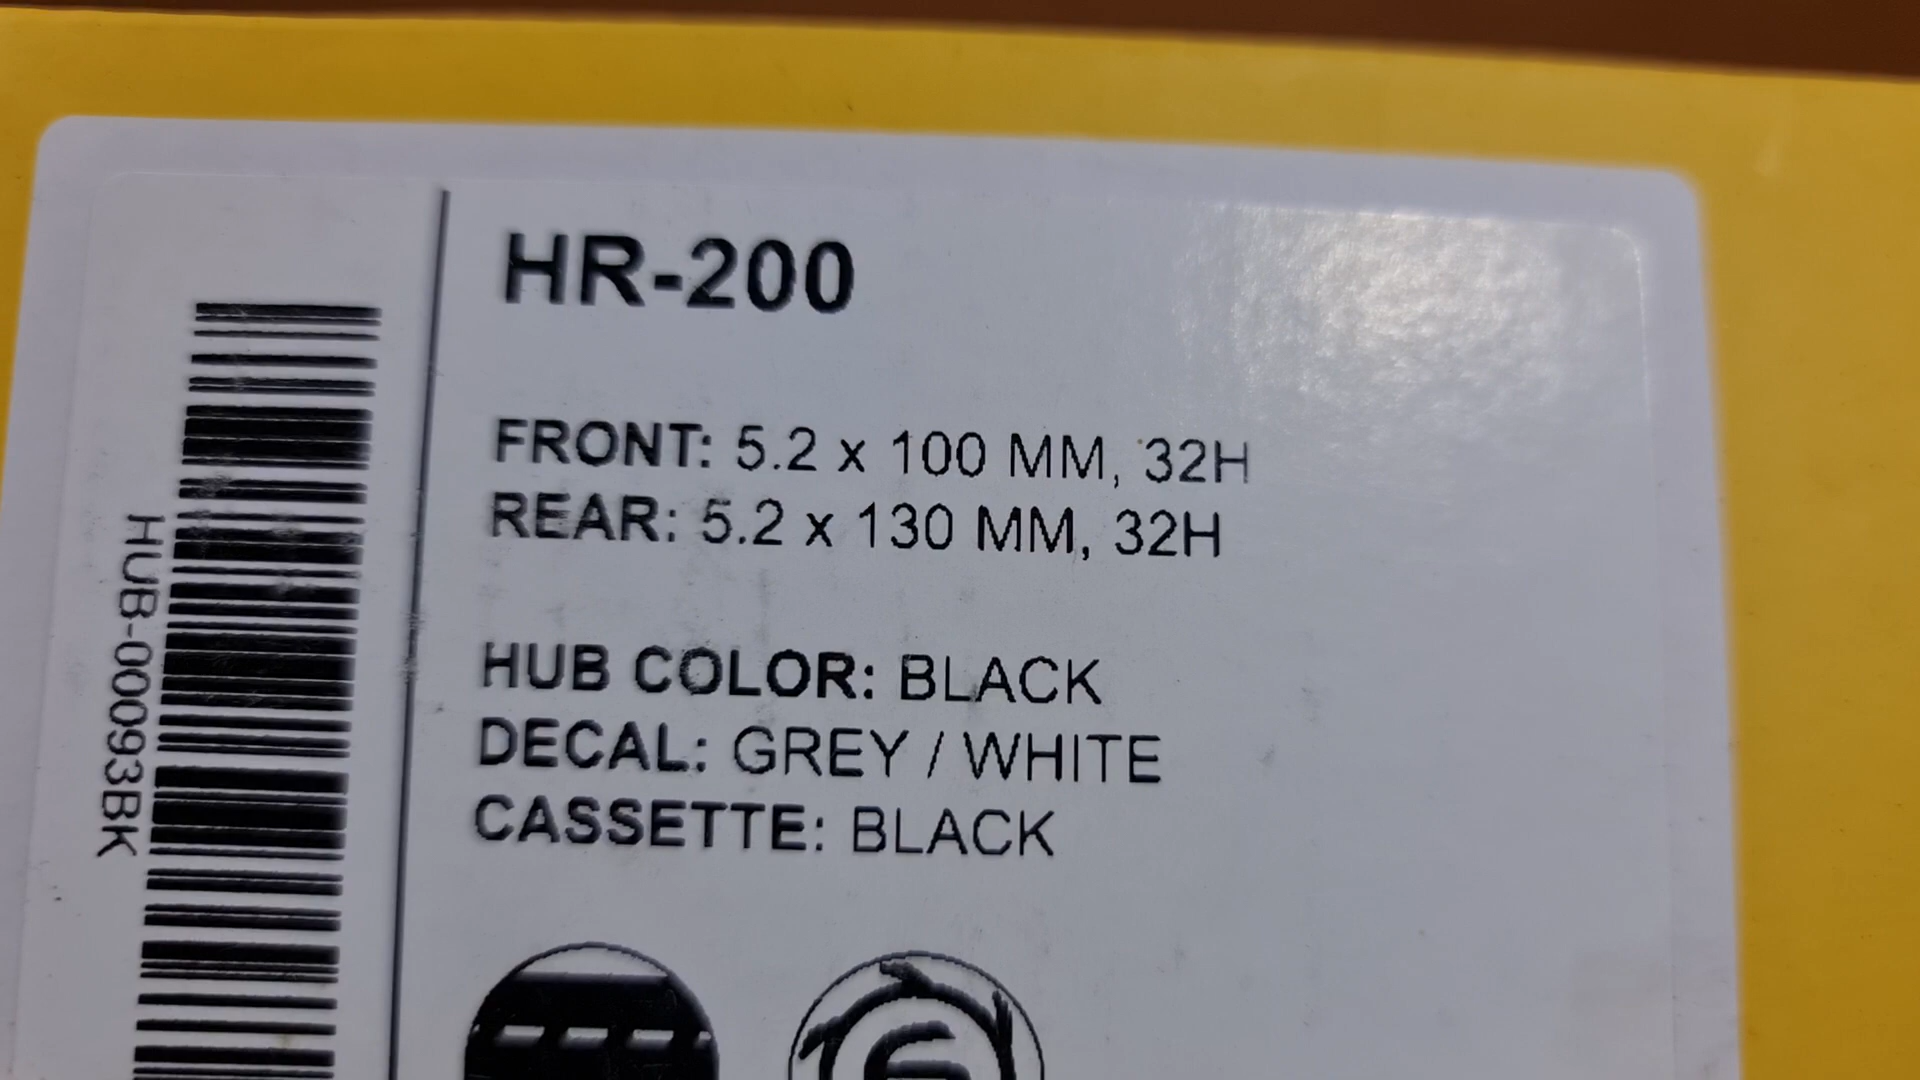 HR-200
FRONT: 5.2 x 100 MM, 32H
REAR: 5.2 x 130 MM, 32H
HUB COLOR: BLACK
DECAL: GREY / WHITE
CASSETTE: BLACK
HUB-00093BK